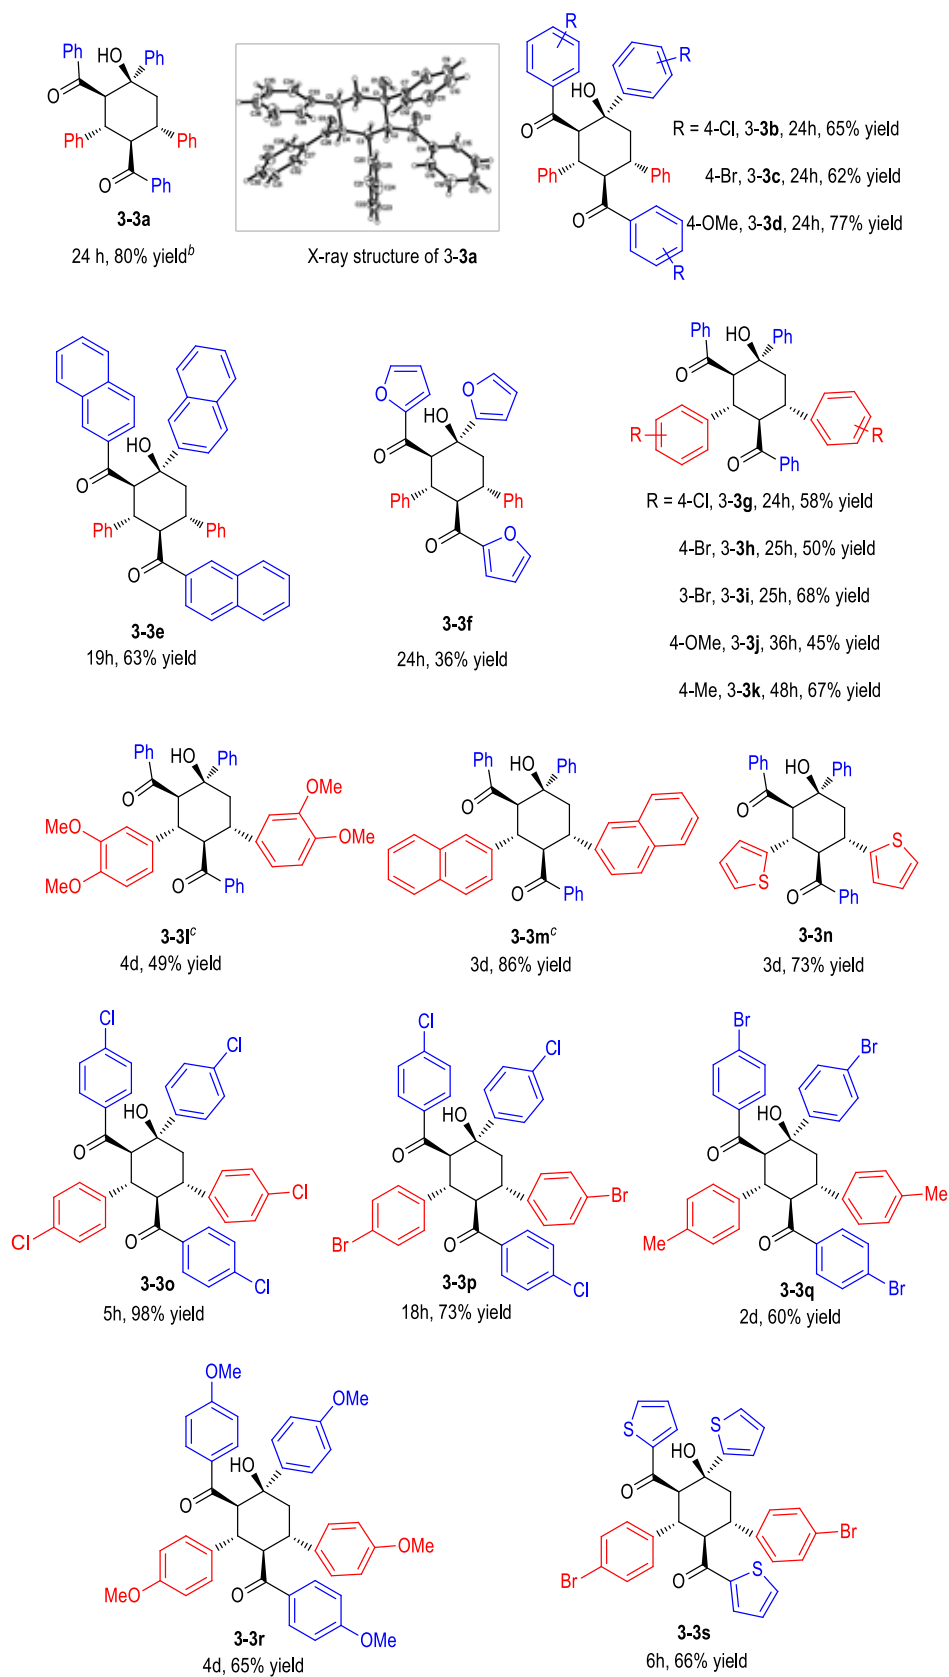 Ph
HO
Ph
O
Ph
Ph
O
Ph
3-3a
24 h, 80% yieldb
X-ray structure of 3-3a
R
R
HO
O
Ph
Ph
O
R
R = 4-Cl, 3-3b, 24h, 65% yield
4-Br, 3-3c, 24h, 62% yield
4-OMe, 3-3d, 24h, 77% yield
HO
O
Ph
Ph
O
3-3e
19h, 63% yield
O
O
HO
O
Ph
Ph
O
O
3-3f
24h, 36% yield
Ph
HO
Ph
O
R
R
O
Ph
R = 4-Cl, 3-3g, 24h, 58% yield
4-Br, 3-3h, 25h, 50% yield
3-Br, 3-3i, 25h, 68% yield
4-OMe, 3-3j, 36h, 45% yield
4-Me, 3-3k, 48h, 67% yield
Ph
HO
Ph
O
OMe
MeO
OMe
MeO
O
Ph
3-3lc
4d, 49% yield
Ph
HO
Ph
O
O
Ph
3-3mc
3d, 86% yield
Ph
HO
Ph
O
S
S
O
Ph
3-3n
3d, 73% yield
Cl
Cl
HO
O
Cl
Cl
O
Cl
3-3o
5h, 98% yield
Cl
Cl
HO
O
Br
Br
O
Cl
3-3p
18h, 73% yield
Br
Br
HO
O
Me
Me
O
Br
3-3q
2d, 60% yield
OMe
OMe
HO
O
OMe
MeO
O
OMe
3-3r
4d, 65% yield
S
S
HO
O
Br
Br
O
S
3-3s
6h, 66% yield